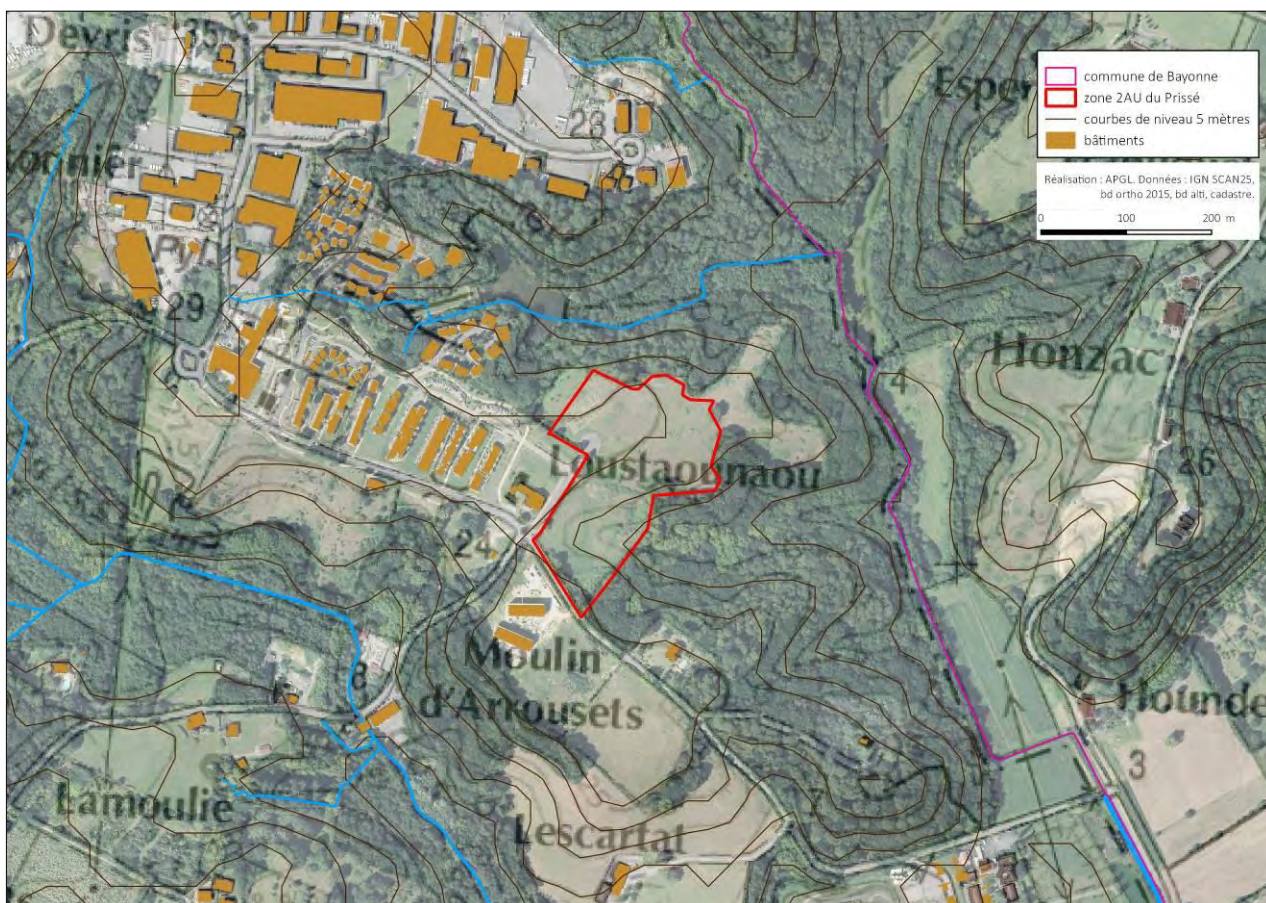 Devris
35
23
Esper
commune de Bayonne
zone 2AU du Prissé
courbes de niveau 5 mètres
bâtiments
Réalisation : APGL. Données : IGN SCAN25,
bd ortho 2015, bd alti, cadastre.
0 100 200 m
29
Honzac
4
Loustaounaou
26
24
Moulin
d'Arrousets
8
Hounde
3
Lamoulie
Lescartat